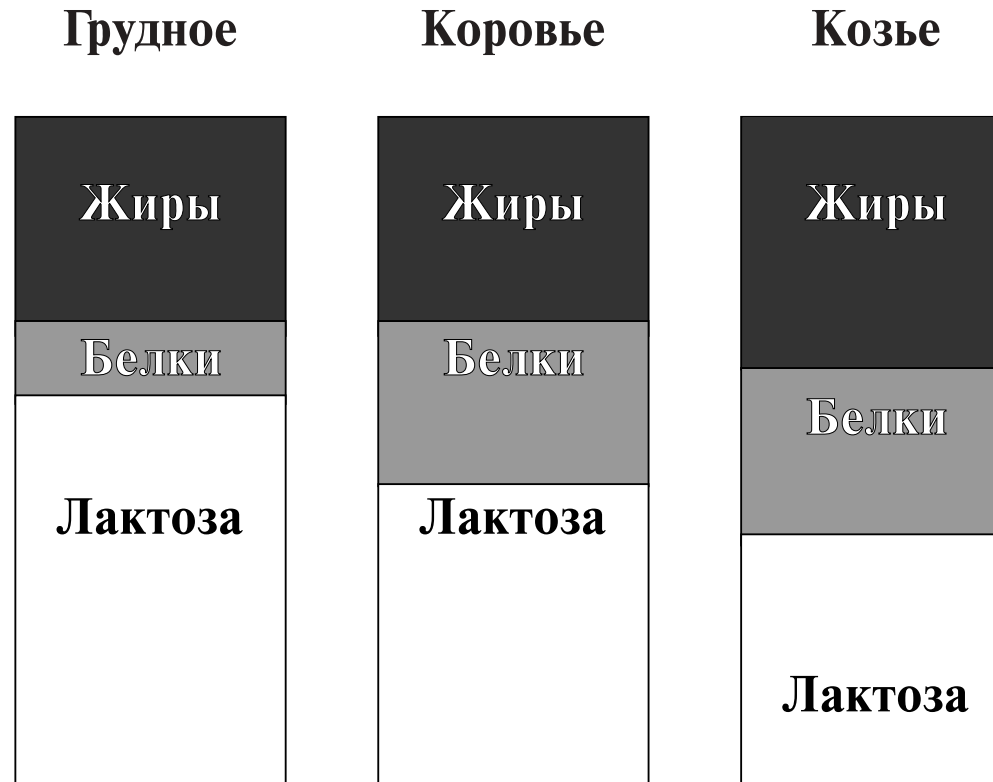 Грудное Коровье Козье
Жиры Жиры Жиры
Белки Белки
Белки
Лактоза Лактоза
Лактоза